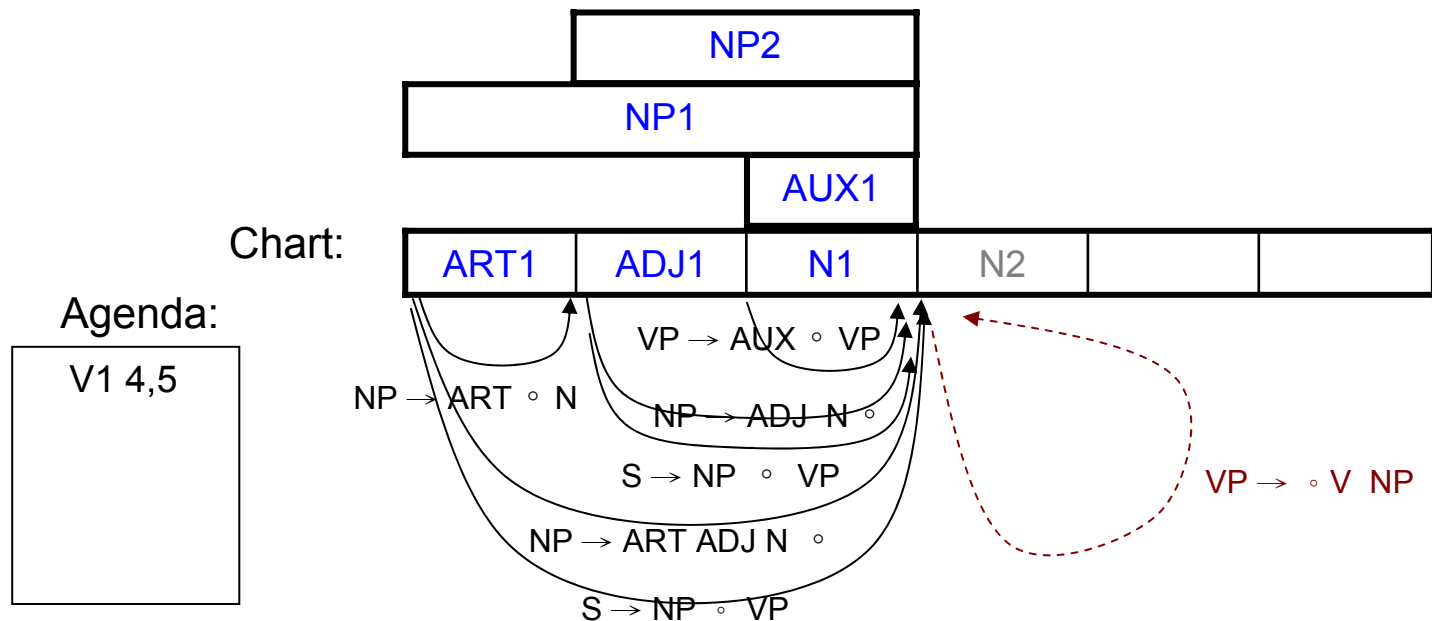 NP2
NP1
AUX1
Chart:
ART1 ADJ1 N1 N2
Agenda:
V1 4,5
VP → AUX ∘ VP
NP → ART ∘ N
NP → ADJ N ∘
S → NP ∘ VP
VP → ∘ V NP
NP → ART ADJ N ∘
S → NP ∘ VP